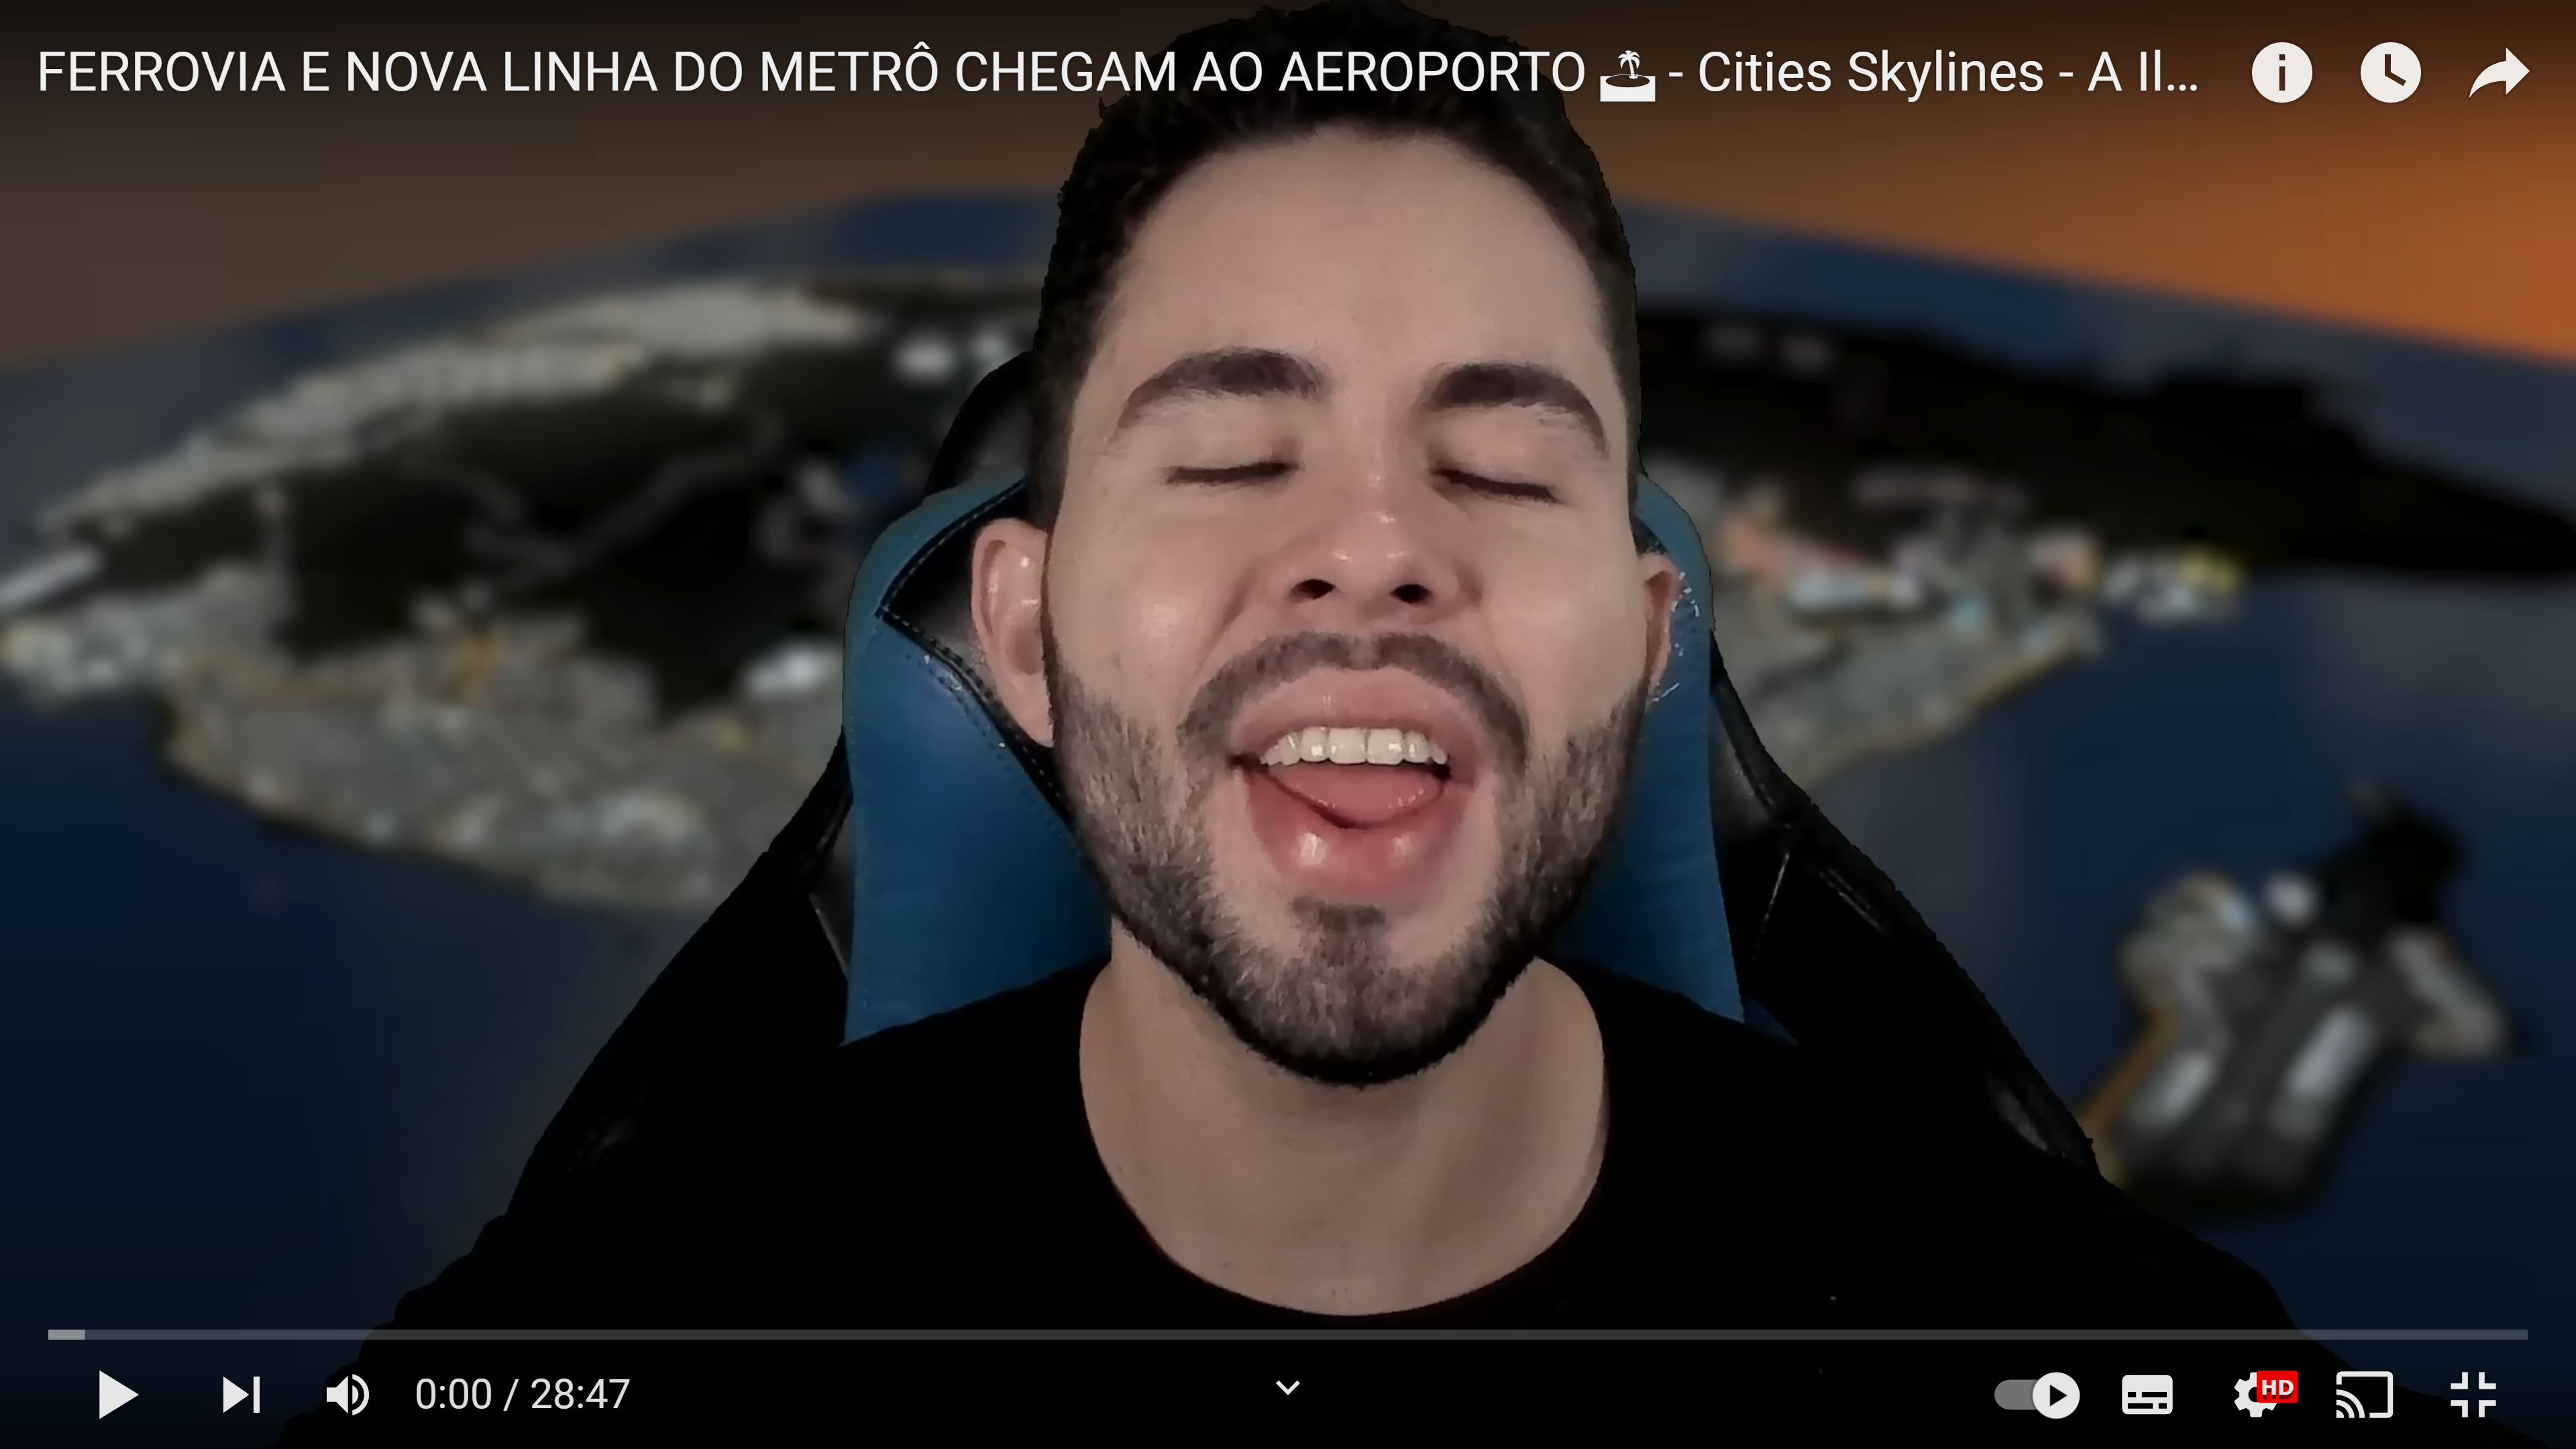 FERROVIA E NOVA LINHA DO METRÔ CHEGAM AO AEROPORTO 🏝 - Cities Skylines - A Il...
0:00 / 28:47
HD